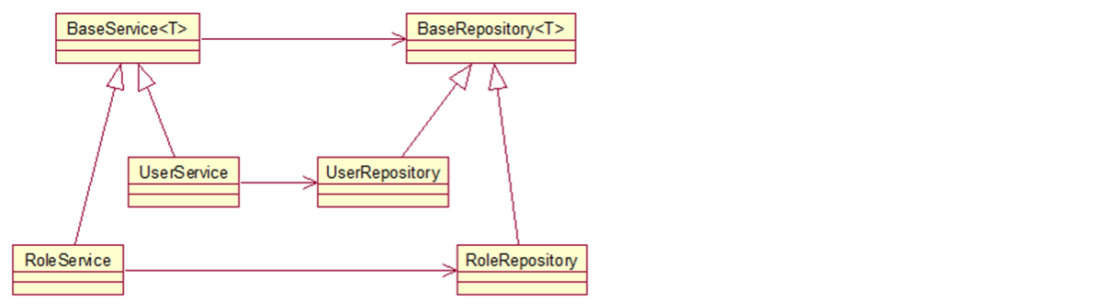 BaseService<T>
BaseRepository<T>
UserService
UserRepository
RoleService
RoleRepository